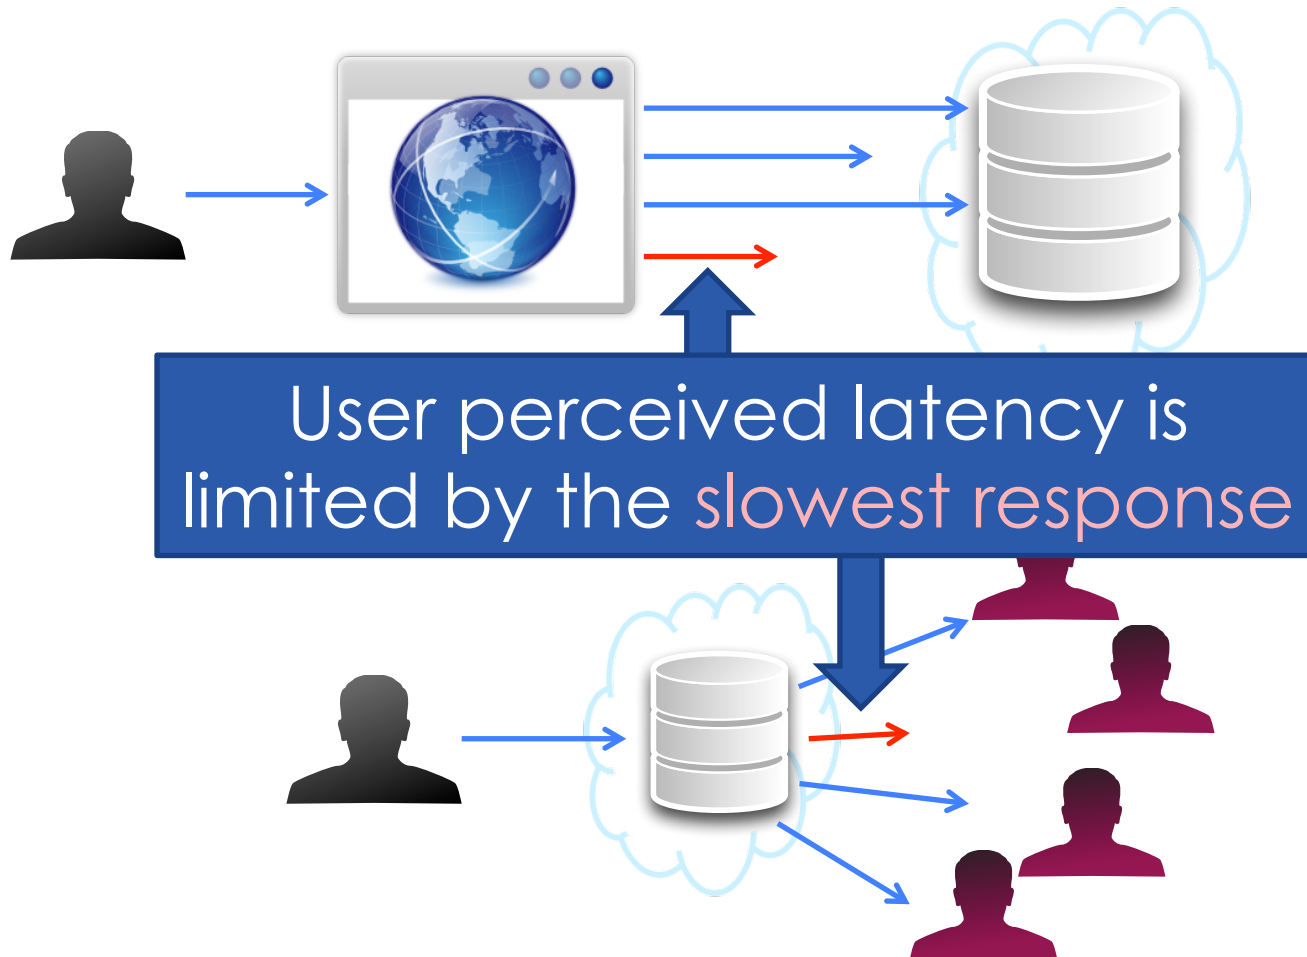 User perceived latency is
limited by the slowest response